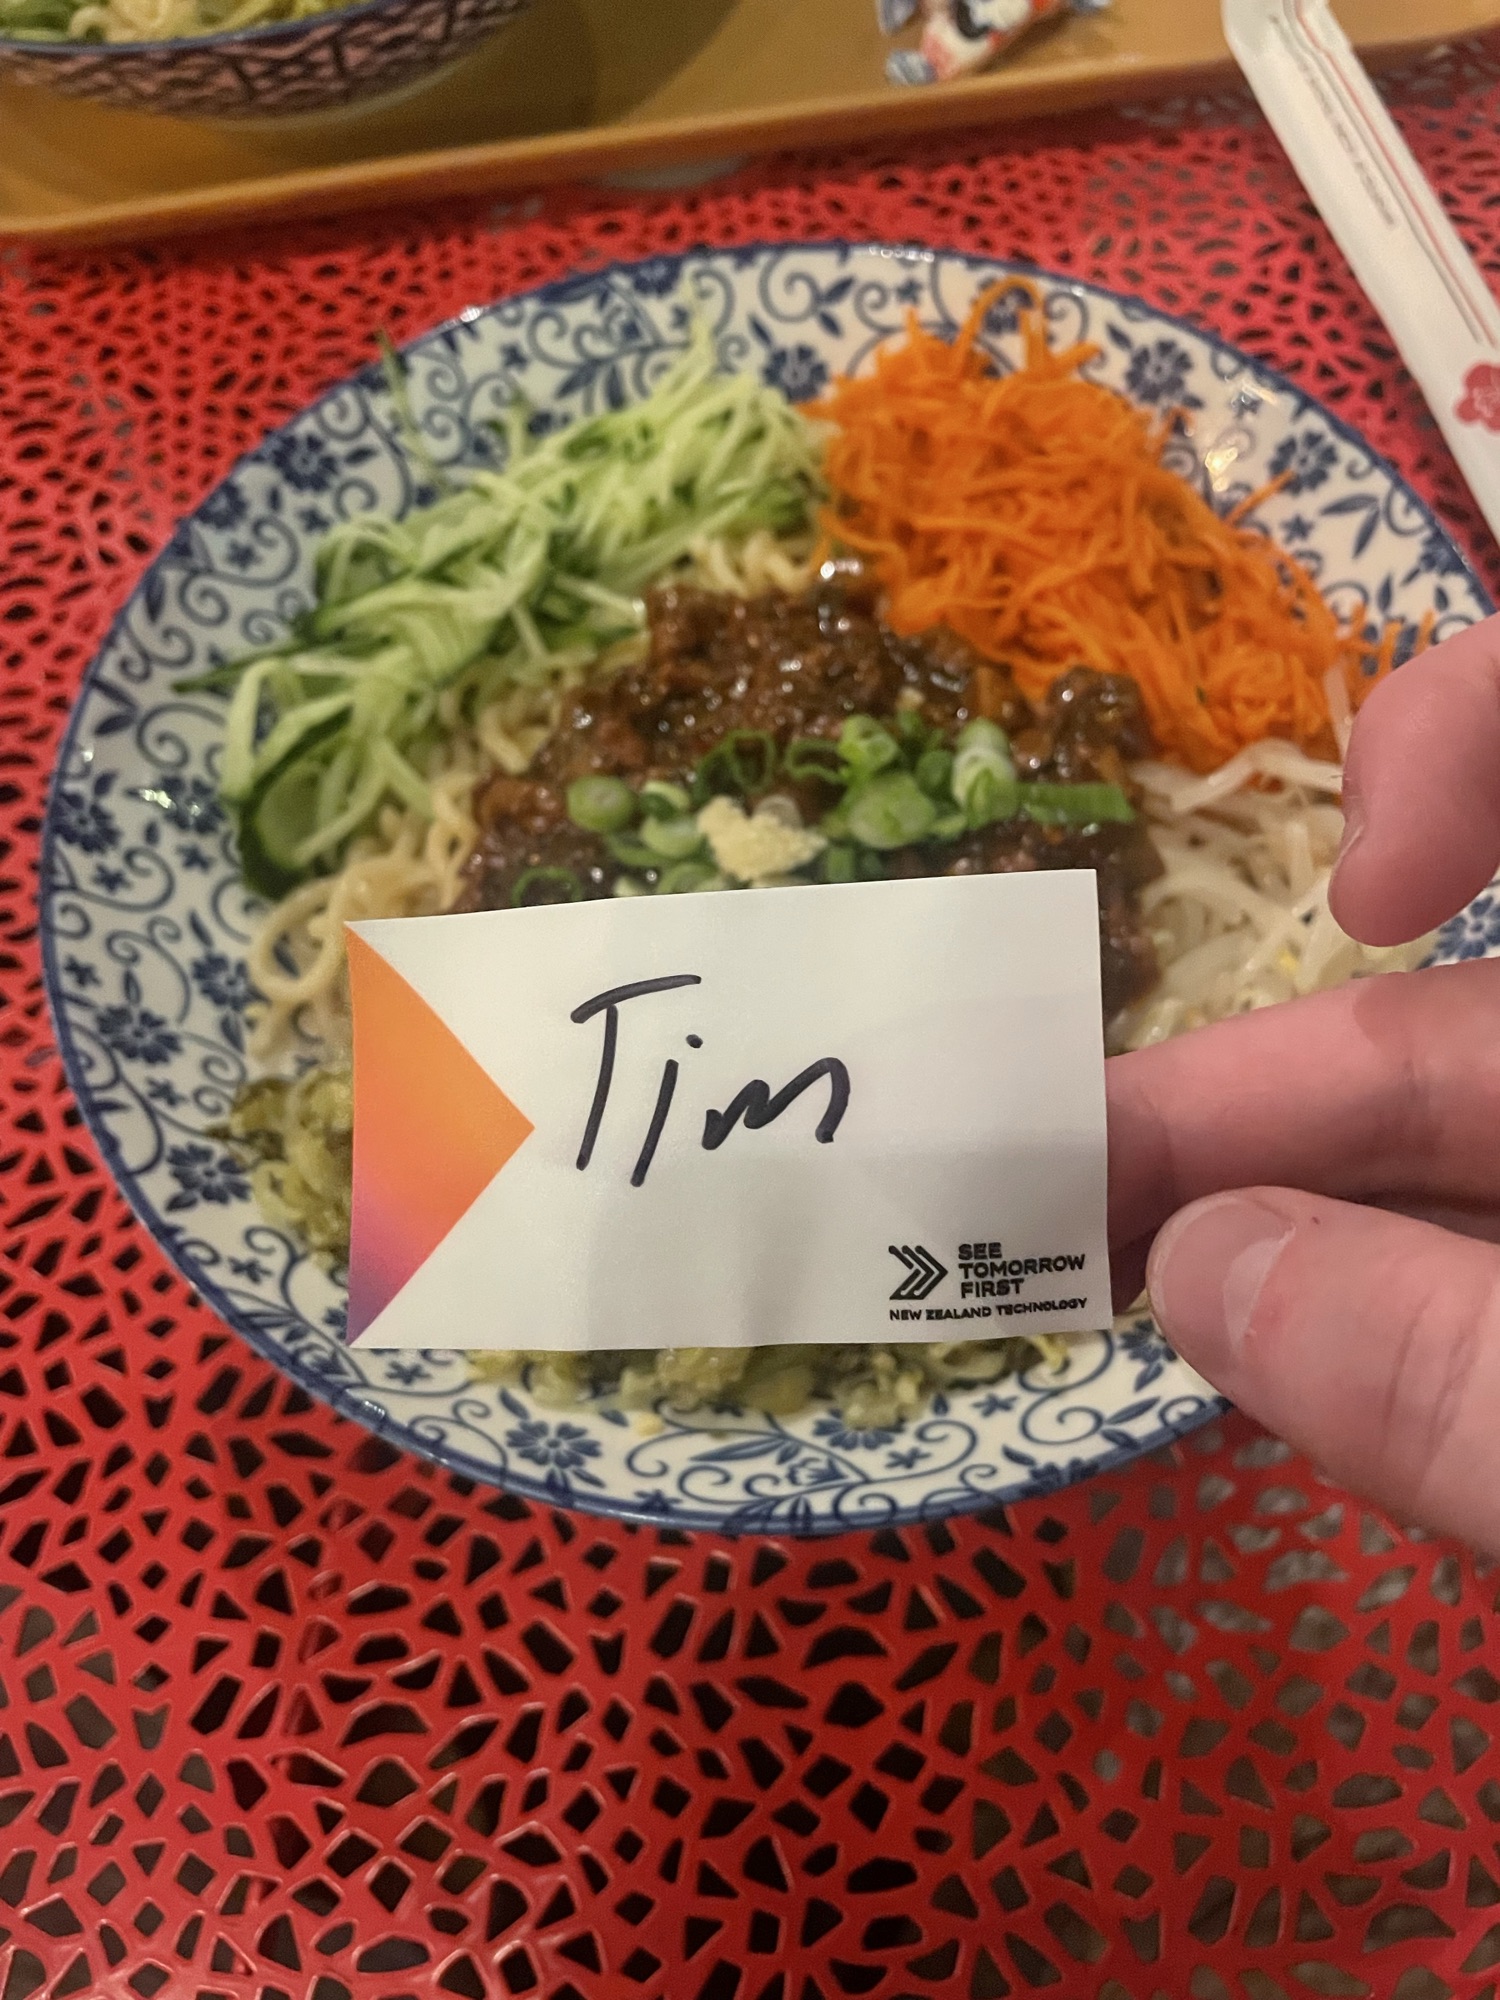 Tim
SEE
TOMORROW
FIRST
NEW ZEALAND TECHNOLOGY